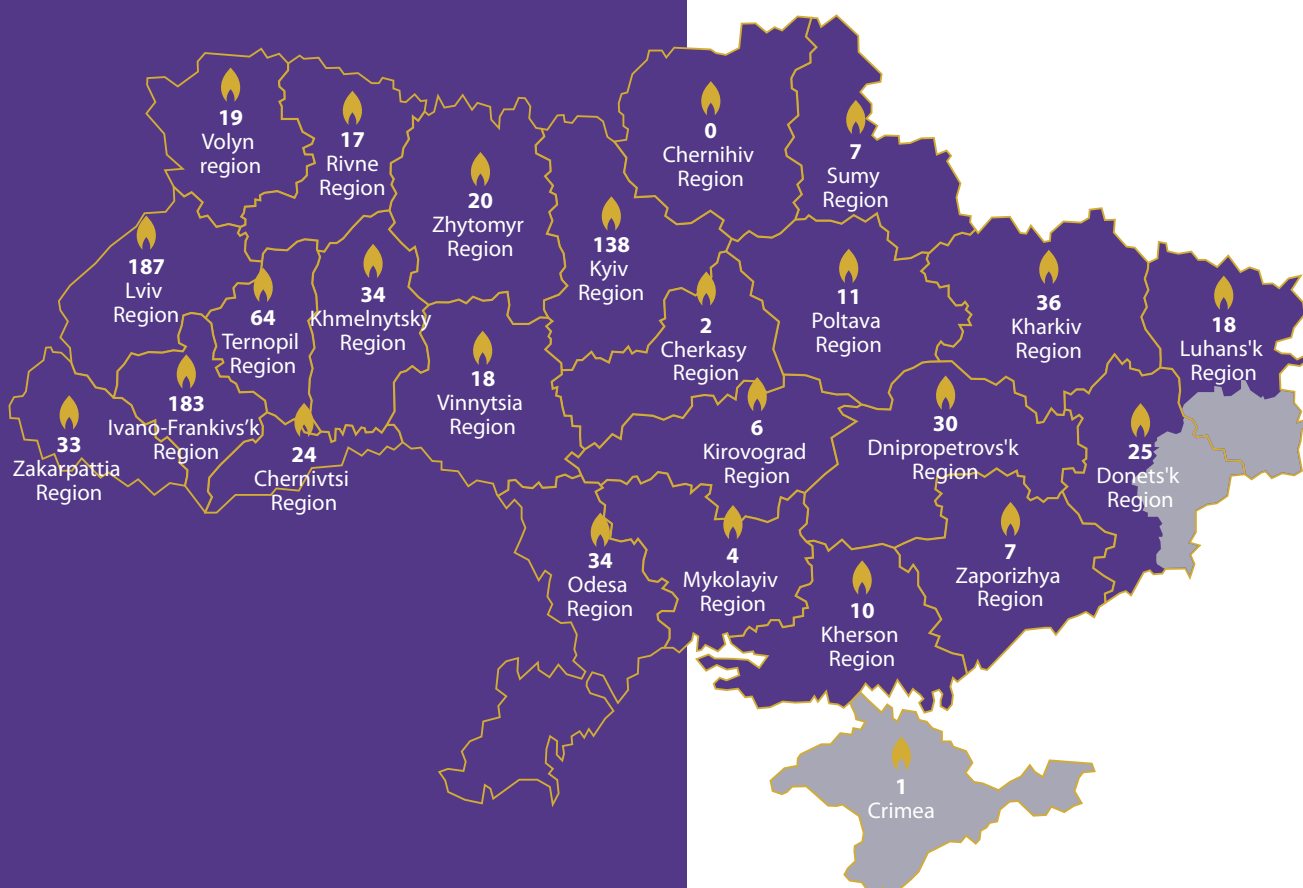 19
Volyn
region
17
Rivne
Region
20
Zhytomyr
Region
138
Kyiv
Region
0
Chernihiv
Region
7
Sumy
Region
187
Lviv
Region
64
Ternopil
Region
34
Khmelnytsky
Region
18
Vinnytsia
Region
2
Cherkasy
Region
11
Poltava
Region
36
Kharkiv
Region
18
Luhans'k
Region
33
Zakarpattia
Region
183
Ivano-Frankivs'k
Region
24
Chernivtsi
Region
6
Kirovograd
Region
30
Dnipropetrovs'k
Region
25
Donets'k
Region
34
Odesa
Region
4
Mykolayiv
Region
10
Kherson
Region
7
Zaporizhya
Region
1
Crimea